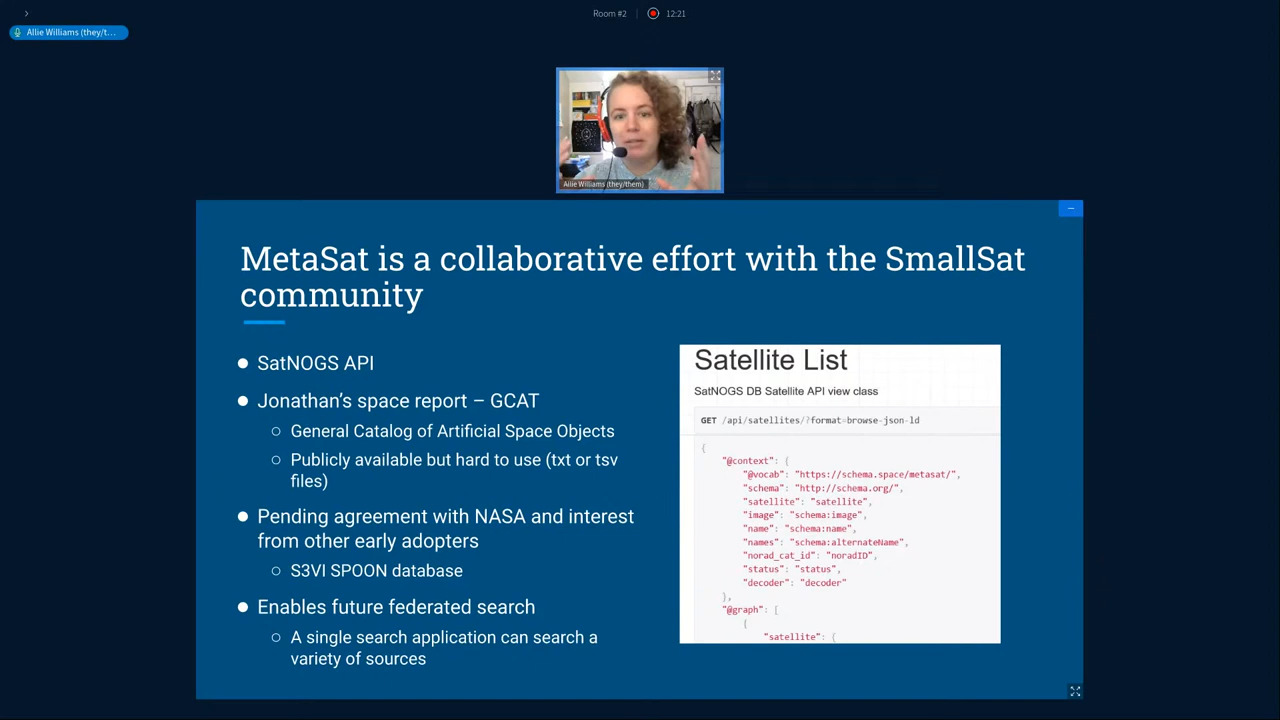 Room #2
12:21
Allie Williams (they/t...
Allie Williams (they/them)
MetaSat is a collaborative effort with the SmallSat
community
SatNOGS API
Jonathan’s space report – GCAT
General Catalog of Artificial Space Objects
Publicly available but hard to use (txt or tsv
files)
Pending agreement with NASA and interest
from other early adopters
S3VI SPOON database
Enables future federated search
A single search application can search a
variety of sources
Satellite List
SatNOGS DB Satellite API view class
GET /api/satellites/?format=browse-json-ld
{
"@context": {
"@vocab": "https://schema.space/metasat/",
"schema": "http://schema.org/",
"satellite": "satellite",
"image": "schema:image",
"name": "schema:name",
"names": "schema:alternateName",
"norad_cat_id": "noradID",
"status": "status",
"decoder": "decoder"
},
"@graph": [
{
"satellite": {